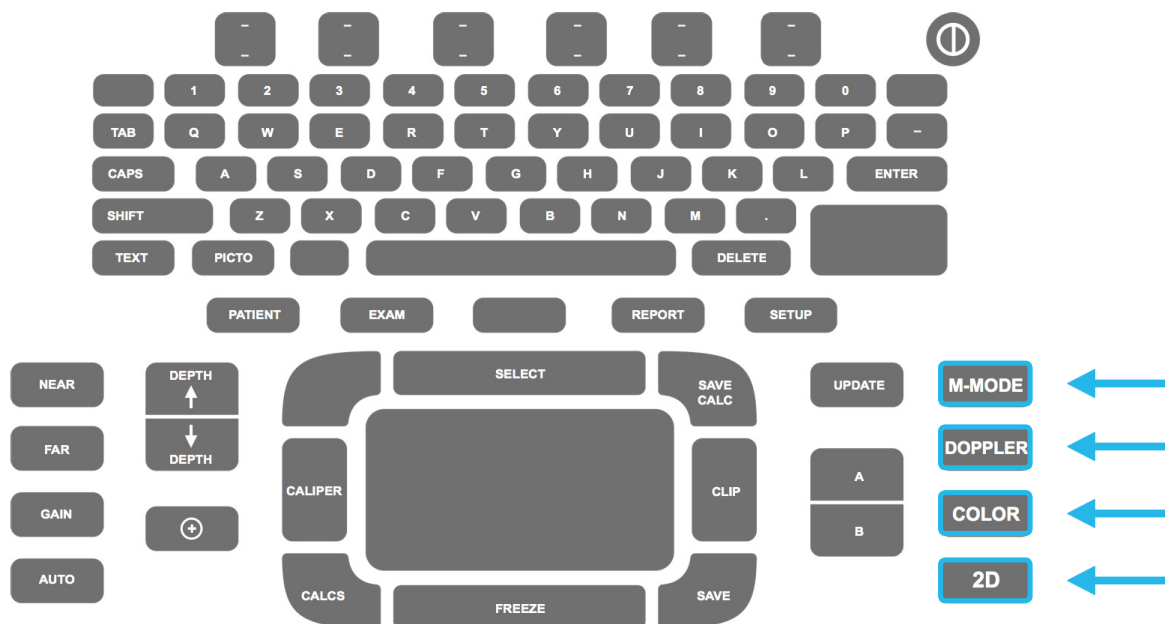 1 2 3 4 5 6 7 8 9 0
TAB Q W E R T Y U I O P –
CAPS A S D F G H J K L ENTER
SHIFT Z X C V B N M .
TEXT PICTO DELETE
PATIENT EXAM REPORT SETUP
NEAR
FAR
GAIN
AUTO
DEPTH
DEPTH
SELECT
SAVE
CALC
CALIPER
CLIP
CALCS
FREEZE
SAVE
UPDATE
A
B
M-MODE
DOPPLER
COLOR
2D